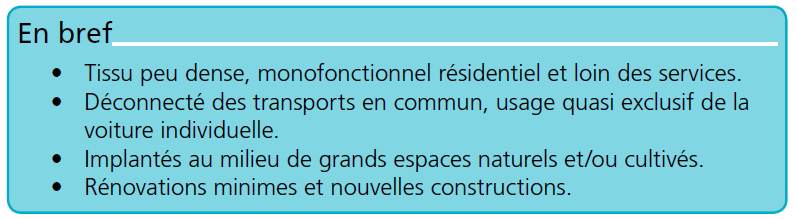 En bref
• Tissu peu dense, monofonctionnel résidentiel et loin des services.
• Déconnecté des transports en commun, usage quasi exclusif de la
voiture individuelle.
• Implantés au milieu de grands espaces naturels et/ou cultivés.
• Rénovations minimes et nouvelles constructions.